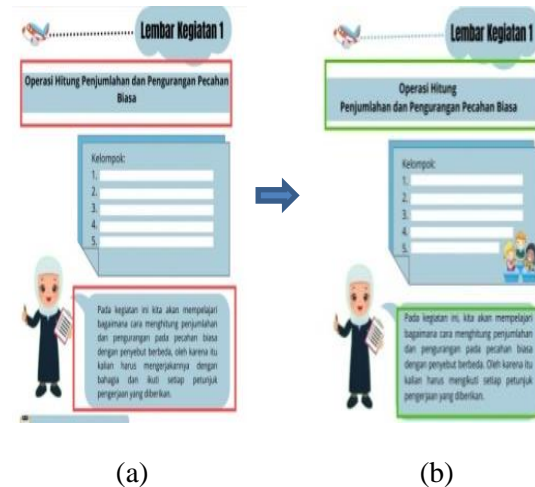 Lembar Kegiatan 1
Operasi Hitung Penjumlahan dan Pengurangan Pecahan
Biasa
Kelompok:
1.
2.
3.
4.
5.
Pada kegiatan ini kita akan mempelajari
bagaimana cara menghitung penjumlahan
dan pengurangan pada pecahan biasa
dengan penyebut berbeda, oleh karena itu
kalian harus mengerjakannya dengan
bahagia dan ikuti setiap petunjuk
pengerjaan yang diberikan.
(a)
Lembar Kegiatan 1
Operasi Hitung
Penjumlahan dan Pengurangan Pecahan Biasa
Kelompok:
1.
2.
3.
4.
5.
Pada kegiatan ini, kita akan mempelajari
bagaimana cara menghitung penjumlahan
dan pengurangan pada pecahan biasa
dengan penyebut berbeda. Oleh karena itu
kalian harus mengikuti setiap petunjuk
pengerjaan yang diberikan.
(b)